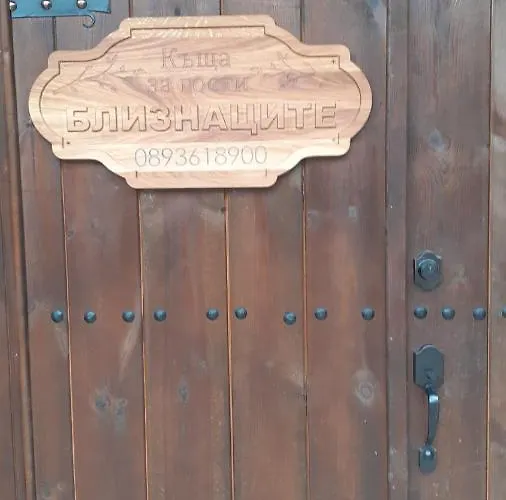 Къща
за гости
БЛИЗНАЦИТЕ
0893618900